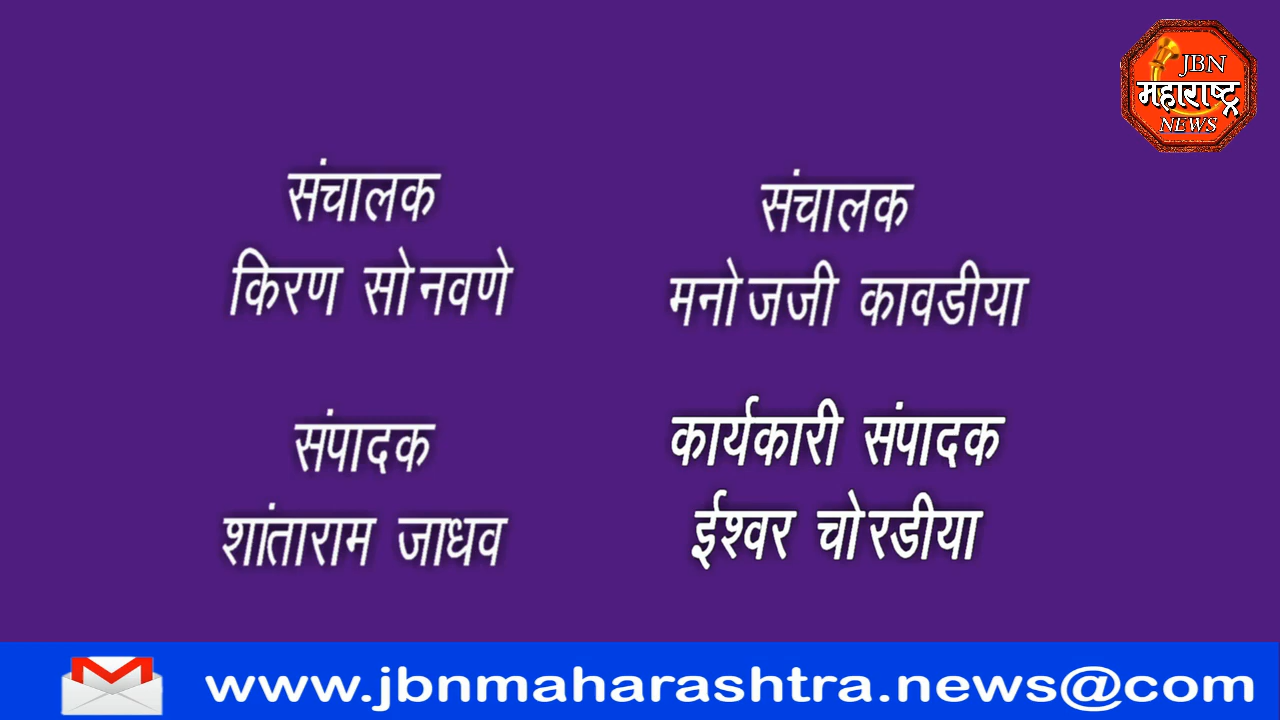 JBN
महाराष्ट्र
NEWS
संचालक
किरण सोनवणे
संचालक
मनोजजी कावडीया
संपादक
शांताराम जाधव
कार्यकारी संपादक
ईश्वर चोरडीया
www.jbnmaharashtra.news@com